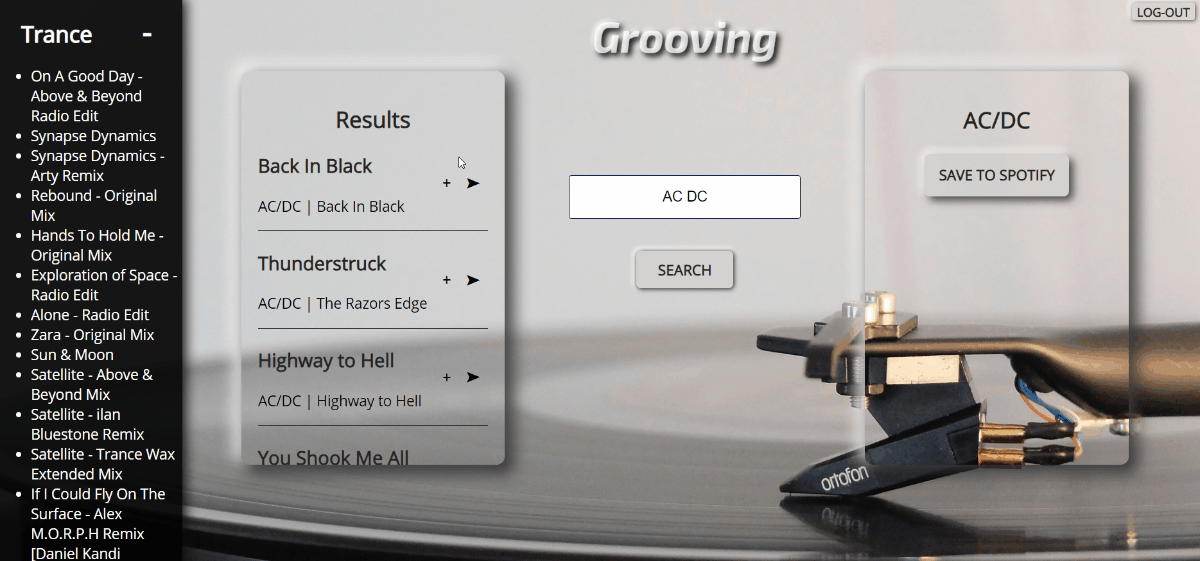 Trance -
On A Good Day -
Above & Beyond
Radio Edit
Synapse Dynamics
Synapse Dynamics -
Arty Remix
Rebound - Original
Mix
Hands To Hold Me -
Original Mix
Exploration of Space -
Radio Edit
Alone - Radio Edit
Zara - Original Mix
Sun & Moon
Satellite - Above &
Beyond Mix
Satellite - ilan
Bluestone Remix
Satellite - Trance Wax
Extended Mix
If I Could Fly On The
Surface - Alex
M.O.R.P.H Remix
[Daniel Kandi
Grooving
LOG-OUT
Results
Back In Black
+ ➤
AC/DC | Back In Black
Thunderstruck
+ ➤
AC/DC | The Razors Edge
Highway to Hell
+ ➤
AC/DC | Highway to Hell
You Shook Me All
AC DC
SEARCH
AC/DC
SAVE TO SPOTIFY
ortofon